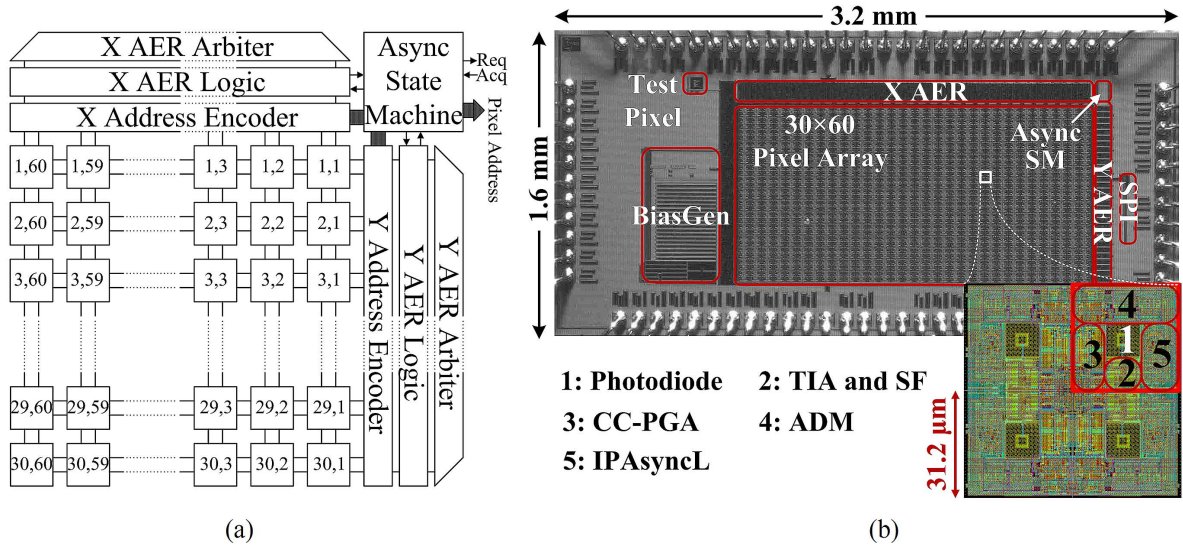 X AER Arbiter
X AER Logic
X Address Encoder
Async
State
Machine
Req
Acq
Pixel Address
1,60
1,59
1,3
1,2
1,1
2,60
2,59
2,3
2,2
2,1
3,60
3,59
3,3
3,2
3,1
29,60
29,59
29,3
29,2
29,1
30,60
30,59
30,3
30,2
30,1
Y Address Encoder
Y AER Logic
Y AER Arbiter
(a)
3.2 mm
1.6 mm
Test
Pixel
X AER
30×60
Pixel Array
Async
SM
BiasGen
Y AER
SPI
4
1
3
2
5
31.2 µm
1: Photodiode
2: TIA and SF
3: CC-PGA
4: ADM
5: IPAsyncL
(b)